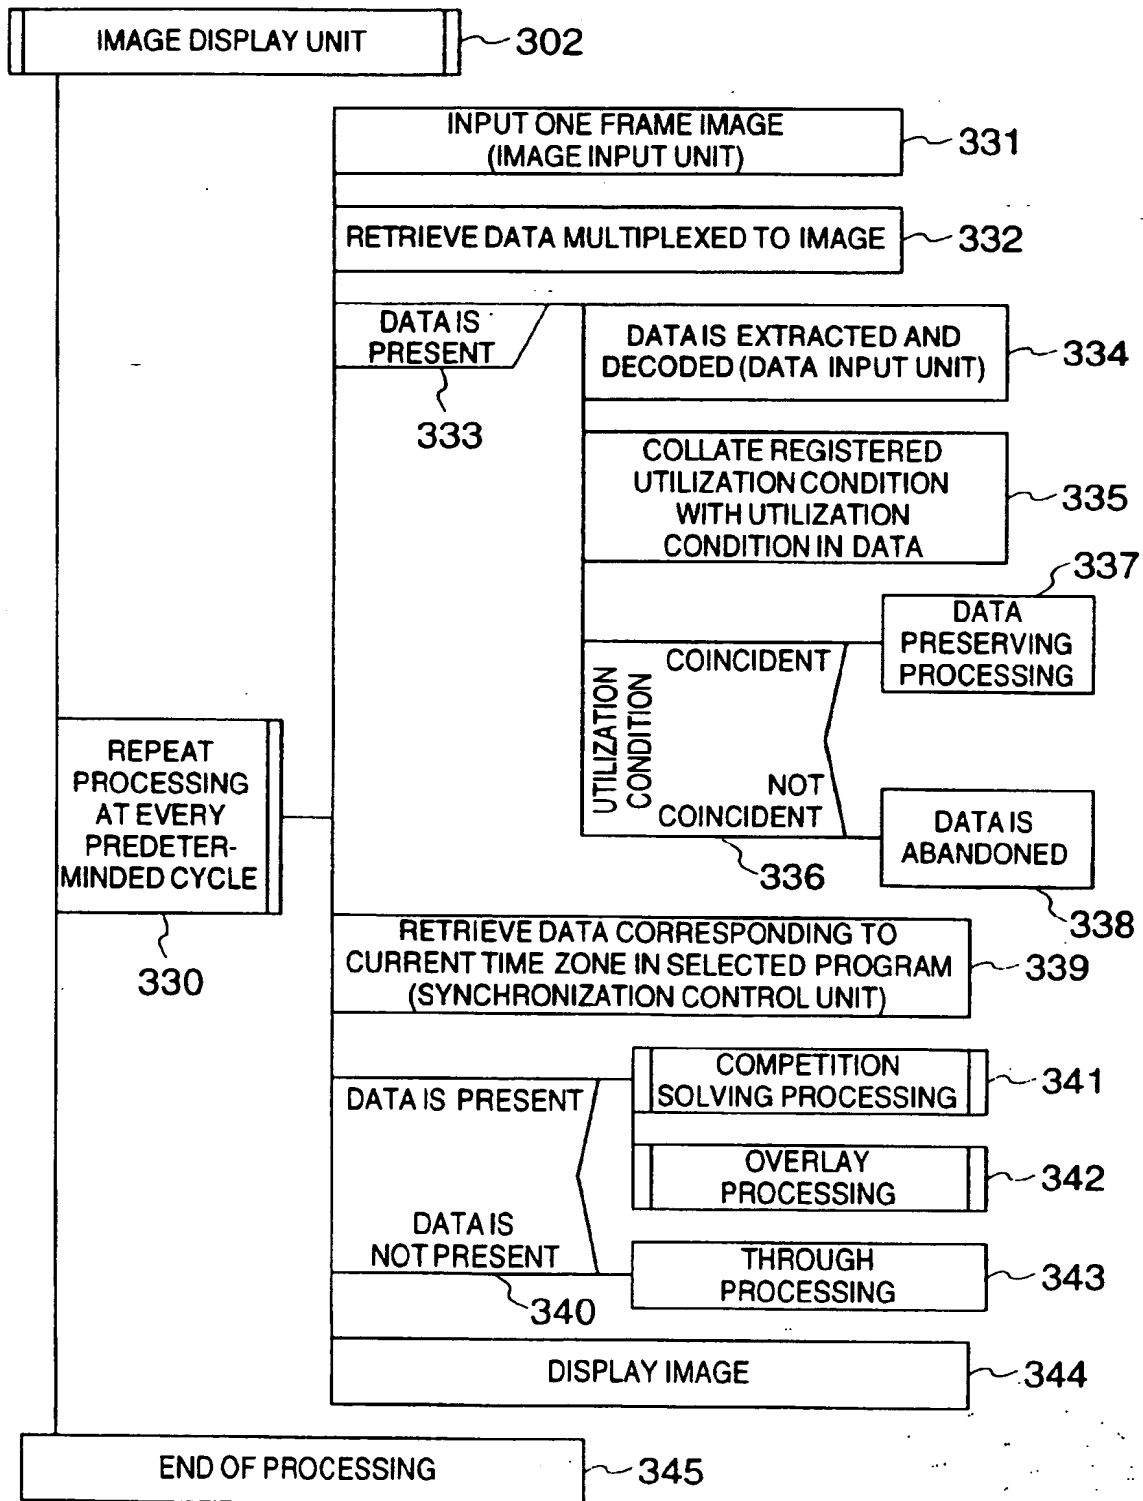 IMAGE DISPLAY UNIT
302
INPUT ONE FRAME IMAGE
(IMAGE INPUT UNIT)
331
RETRIEVE DATA MULTIPLEXED TO IMAGE
332
DATA IS
PRESENT
333
DATA IS EXTRACTED AND
DECODED (DATA INPUT UNIT)
334
COLLATE REGISTERED
UTILIZATION CONDITION
WITH UTILIZATION
CONDITION IN DATA
335
UTILIZATION
CONDITION
COINCIDENT
NOT
COINCIDENT
336
337
DATA
PRESERVING
PROCESSING
DATA IS
ABANDONED
338
REPEAT
PROCESSING
AT EVERY
PREDETER-
MINDED CYCLE
330
RETRIEVE DATA CORRESPONDING TO
CURRENT TIME ZONE IN SELECTED PROGRAM
(SYNCHRONIZATION CONTROL UNIT)
339
DATA IS PRESENT
DATA IS
NOT PRESENT
340
COMPETITION
SOLVING PROCESSING
341
OVERLAY
PROCESSING
342
THROUGH
PROCESSING
343
DISPLAY IMAGE
344
END OF PROCESSING
345